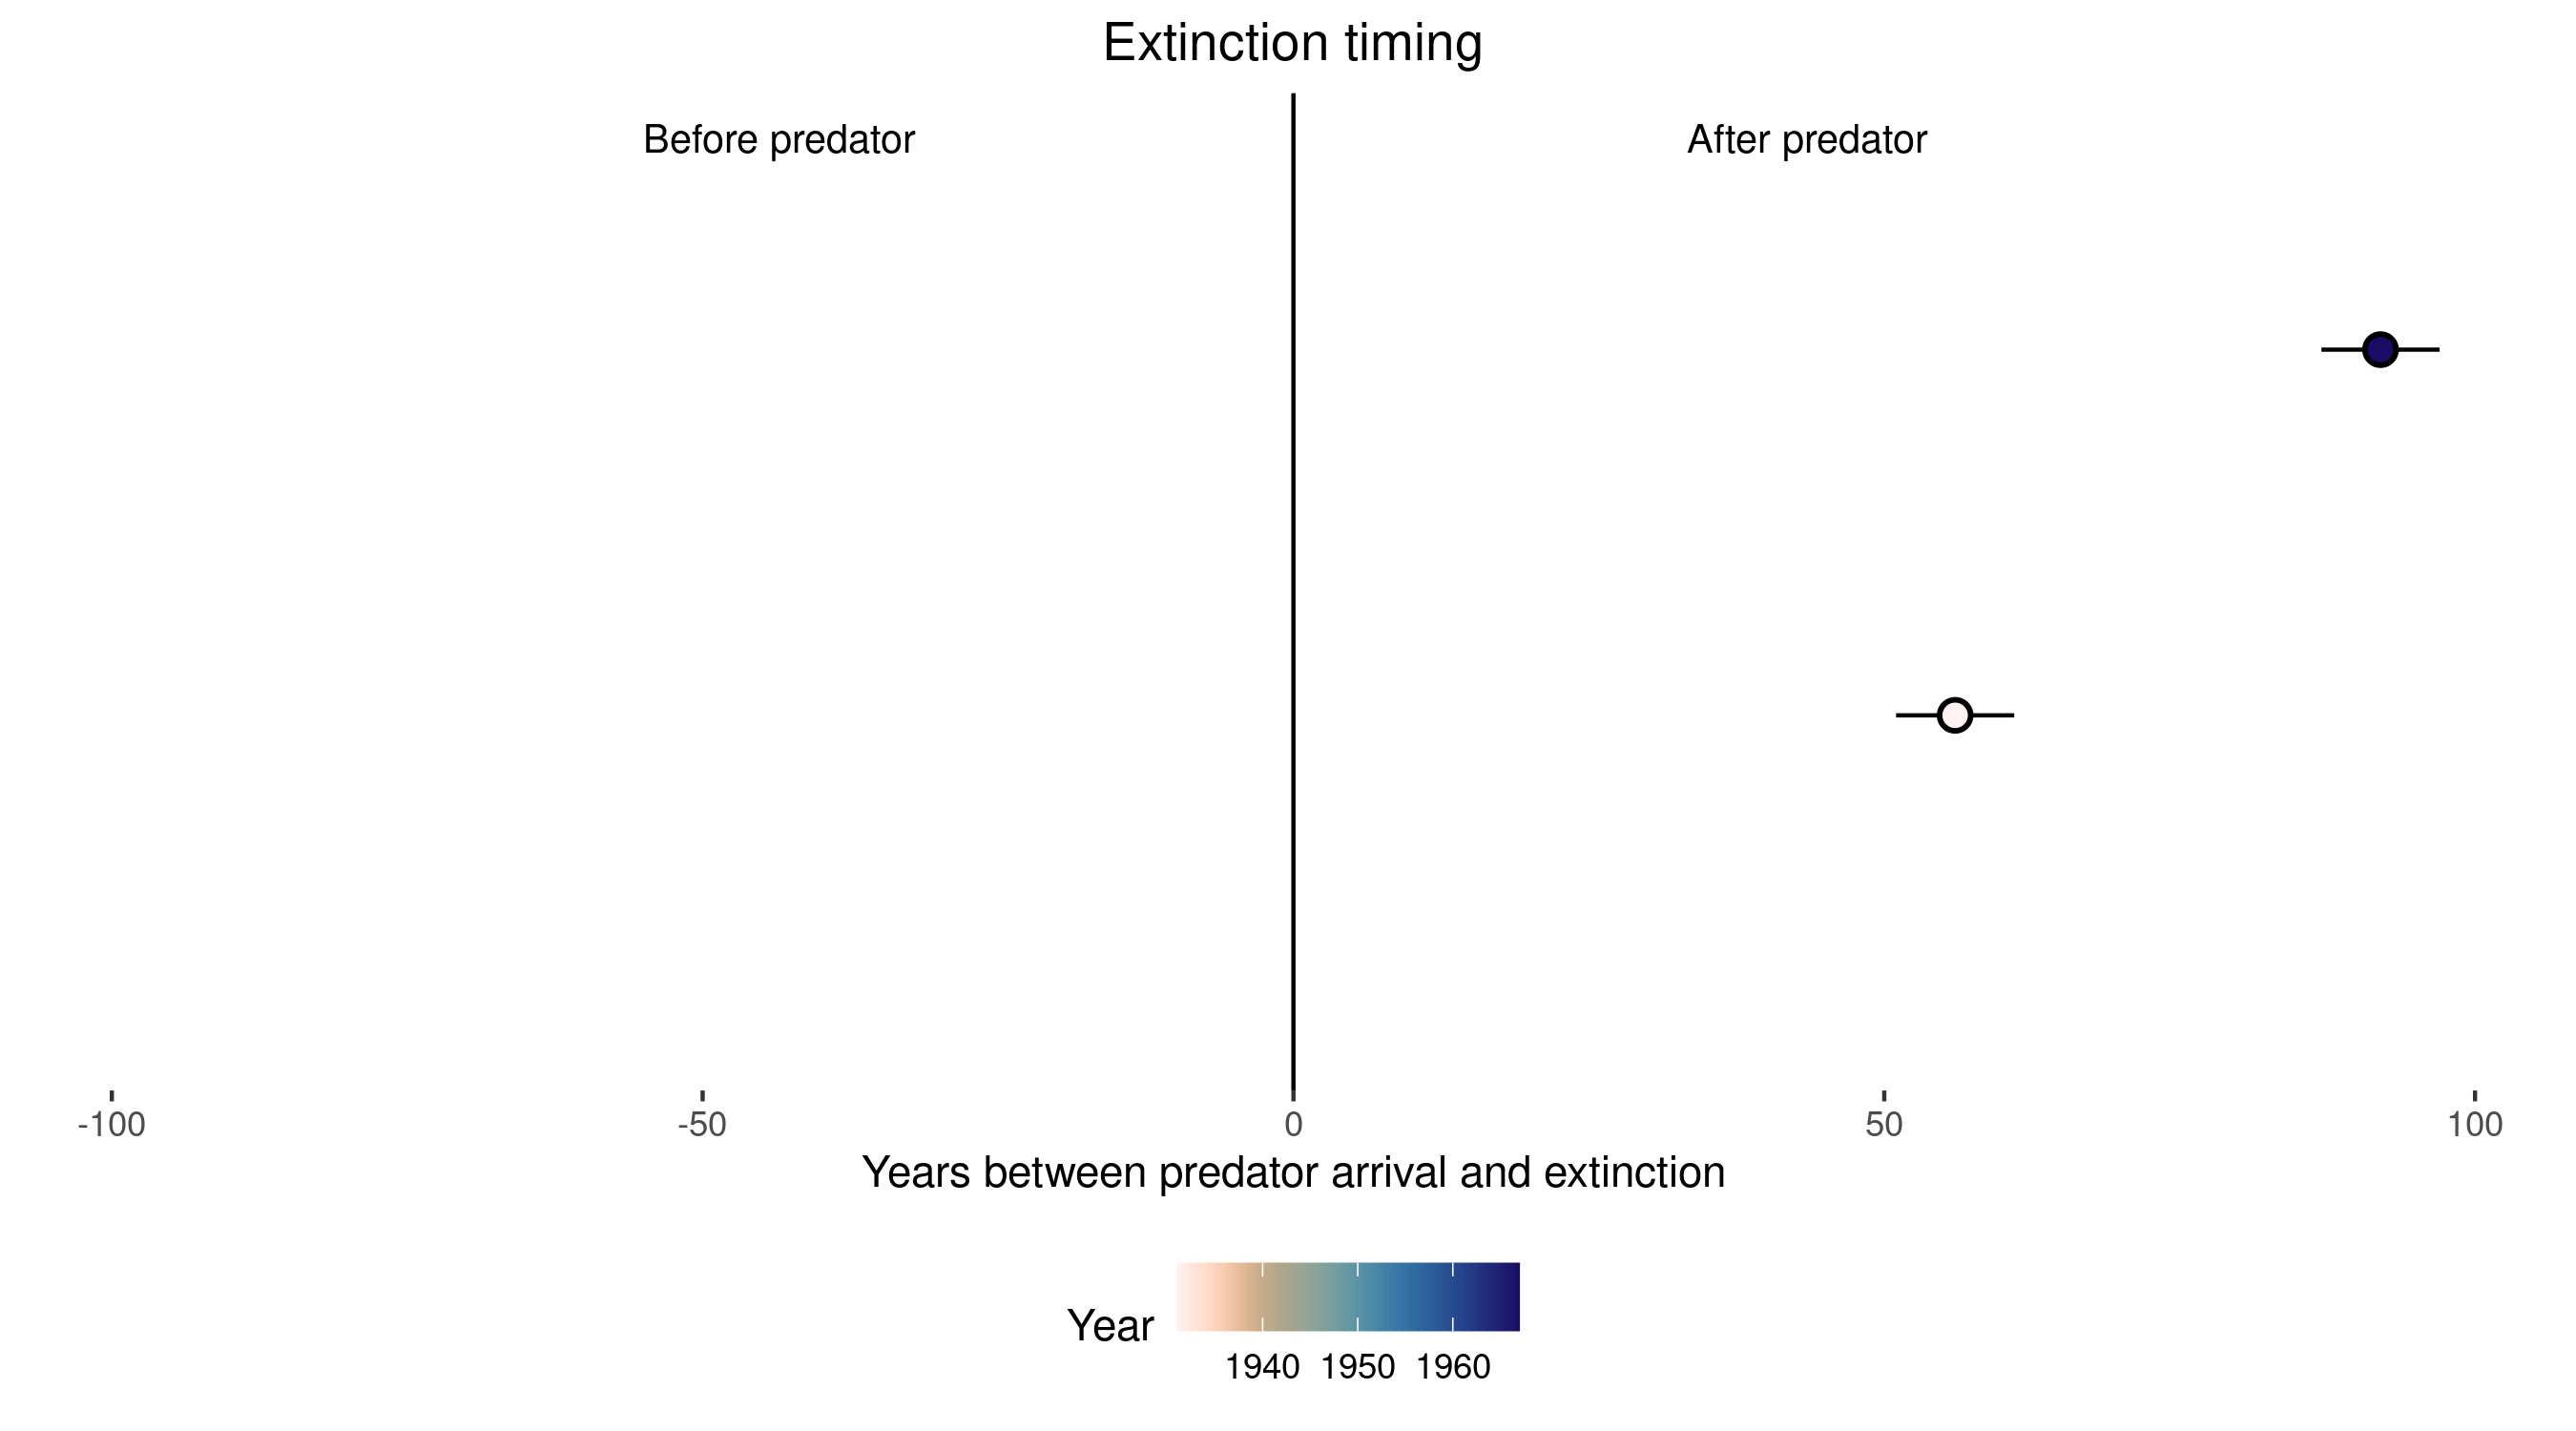 Extinction timing
Before predator
After predator
-100
-50
0
50
100
Years between predator arrival and extinction
Year
1940
1950
1960